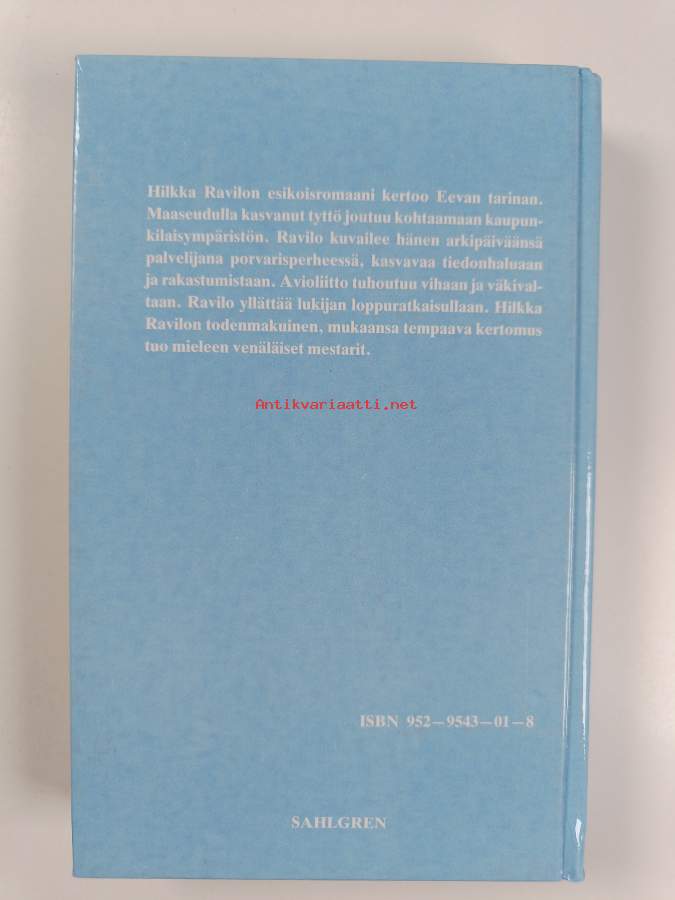 Hilkka Ravilon esikoisromaani kertoo Eevan tarinan.
Maaseudulla kasvanut tyttö joutuu kohtaamaan kaupun-
kilaisympäristön. Ravilo kuvailee hänen arkipäiväänsä
palvelijana porvarisperheessä, kasvavaa tiedonhaluaan
ja rakastumistaan. Avioliitto tuhoutuu vihaan ja väkival-
taan. Ravilo yllättää lukijan loppuratkaisullaan. Hilkka
Ravilon todenmakuinen, mukaansa tempaava kertomus
tuo mieleen venäläiset mestarit.
Antikvariaatti.net
ISBN 952—9543—01—8
SAHLGREN